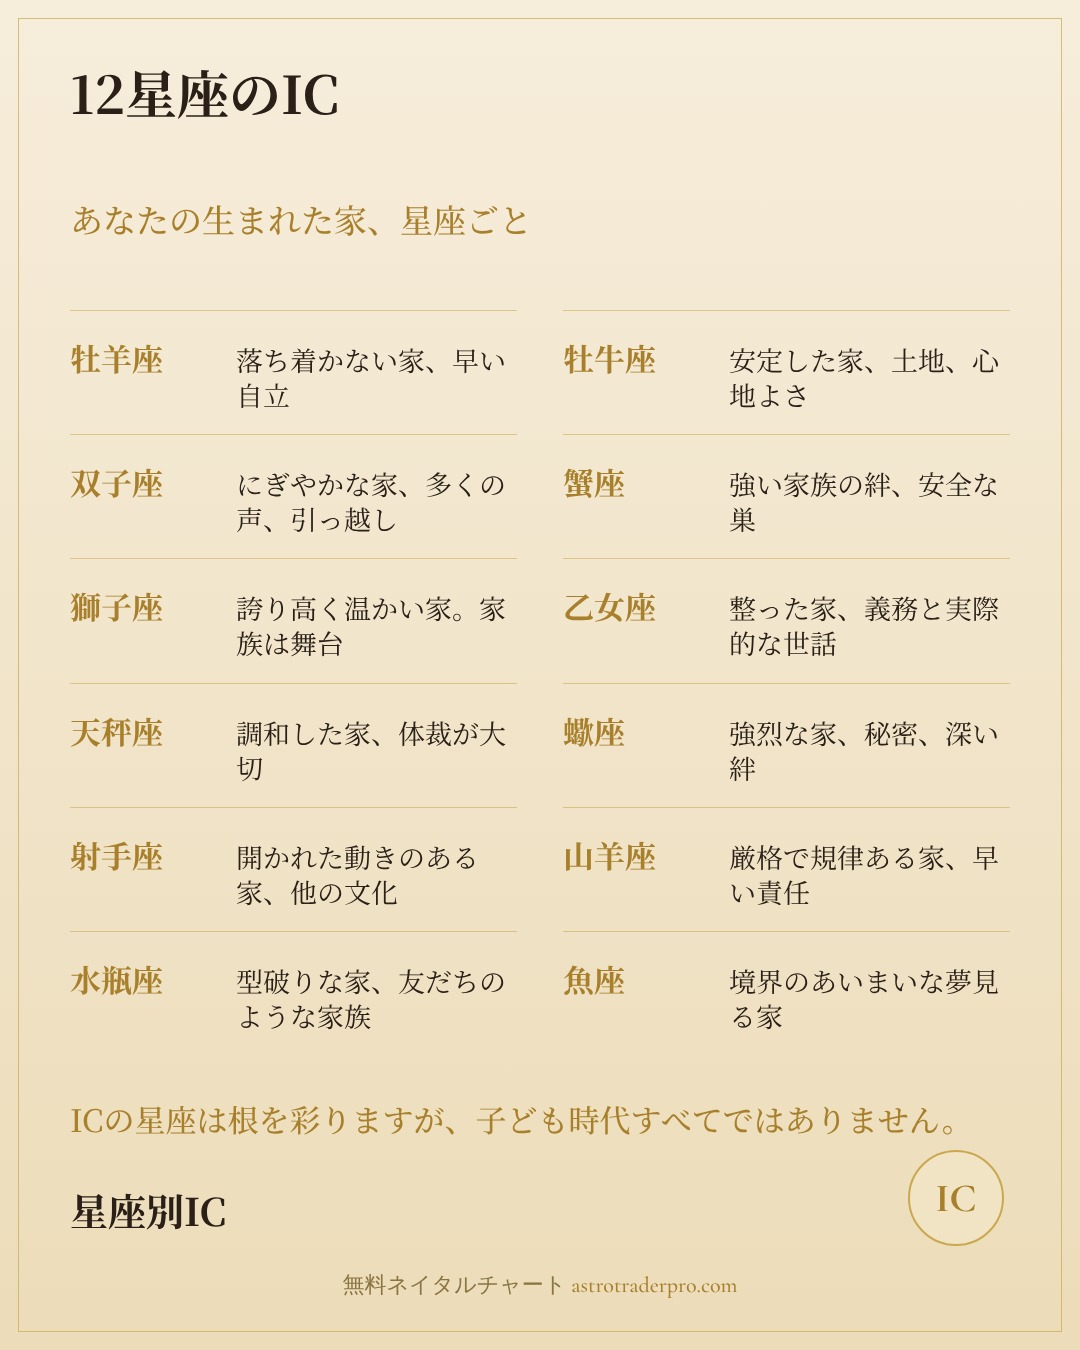 12星座のIC
あなたの生まれた家、星座ごと
牡羊座
落ち着かない家、早い
自立
牡牛座
安定した家、土地、心
地よさ
双子座
にぎやかな家、多くの
声、引っ越し
蟹座
強い家族の絆、安全な
巣
獅子座
誇り高く温かい家。家
族は舞台
乙女座
整った家、義務と実際
的な世話
天秤座
調和した家、体裁が大
切
蠍座
強烈な家、秘密、深い
絆
射手座
開かれた動きのある
家、他の文化
山羊座
厳格で規律ある家、早
い責任
水瓶座
型破りな家、友だちの
ような家族
魚座
境界のあいまいな夢見
る家
ICの星座は根を彩りますが、子ども時代すべてではありません。
星座別IC
IC
無料ネイタルチャート astrotraderpro.com